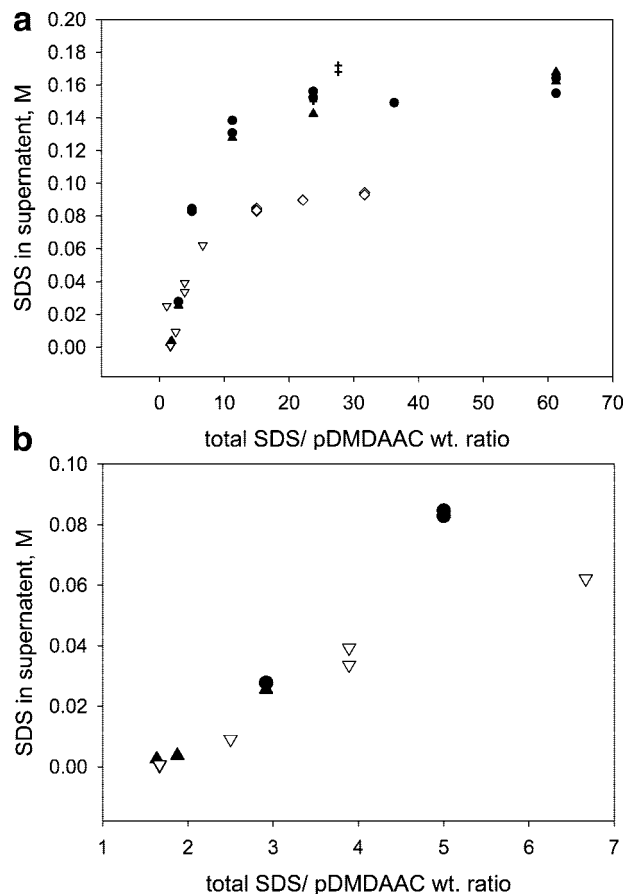 a
0.20
0.18
0.16
0.14
0.12
0.10
0.08
0.06
0.04
0.02
0.00
SDS in supernatent, M
0 10 20 30 40 50 60 70
total SDS/ pDMDAAC wt. ratio
b
0.10
0.08
0.06
0.04
0.02
0.00
SDS in supernatent, M
1 2 3 4 5 6 7
total SDS/ pDMDAAC wt. ratio